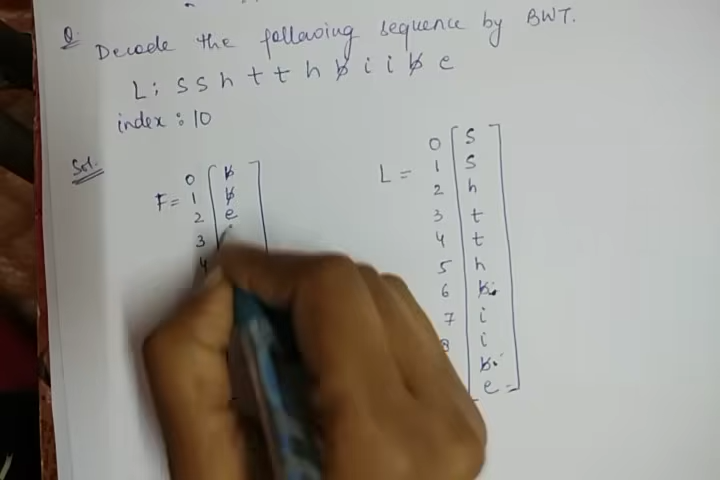 Q. Decode the following sequence by BWT.
L: s s h t t h b̸ i i b̸ e
index : 10
Sol.
F = 0 b̸
1 b̸
2 e
3
4
L = 0 s
1 s
2 h
3 t
4 t
5 h
6 b̸
7 i
8 i
b̸
e